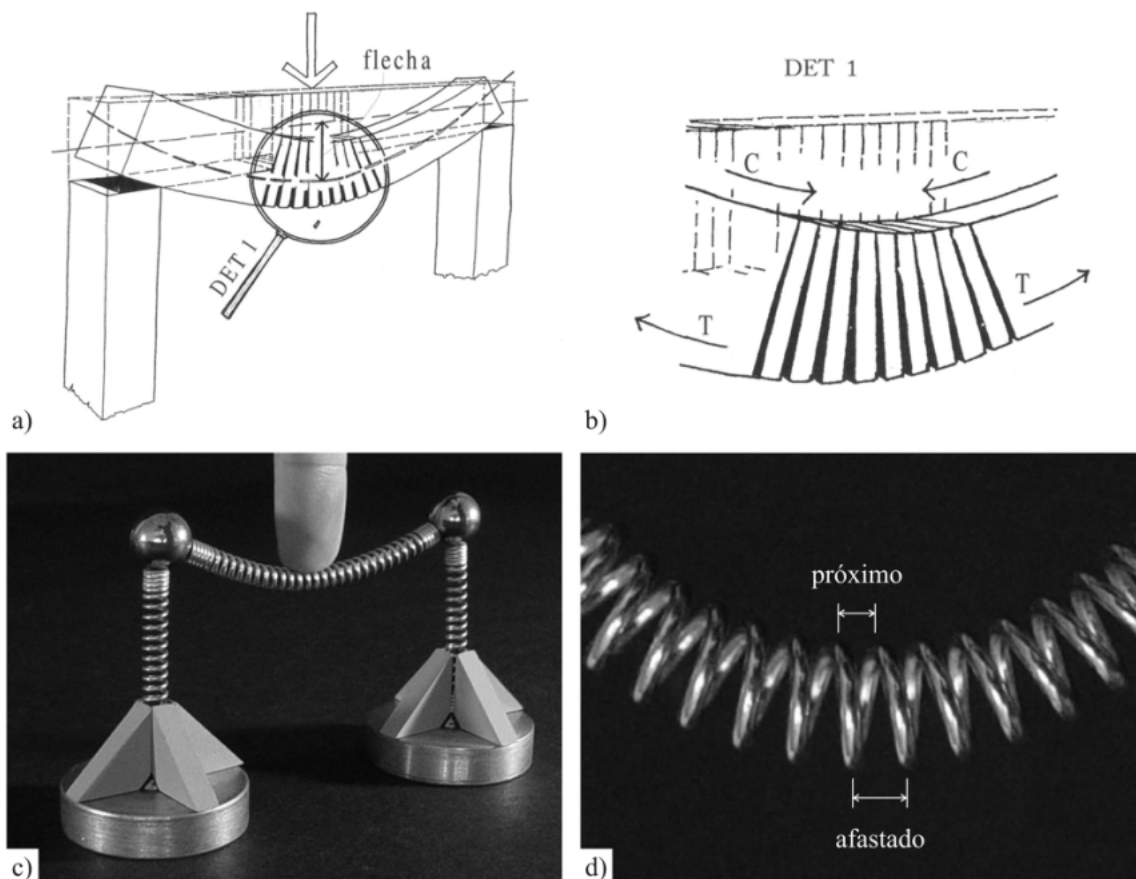 flecha
DET 1
a)
DET 1
C
C
T
T
b)
c)
próximo
afastado
d)